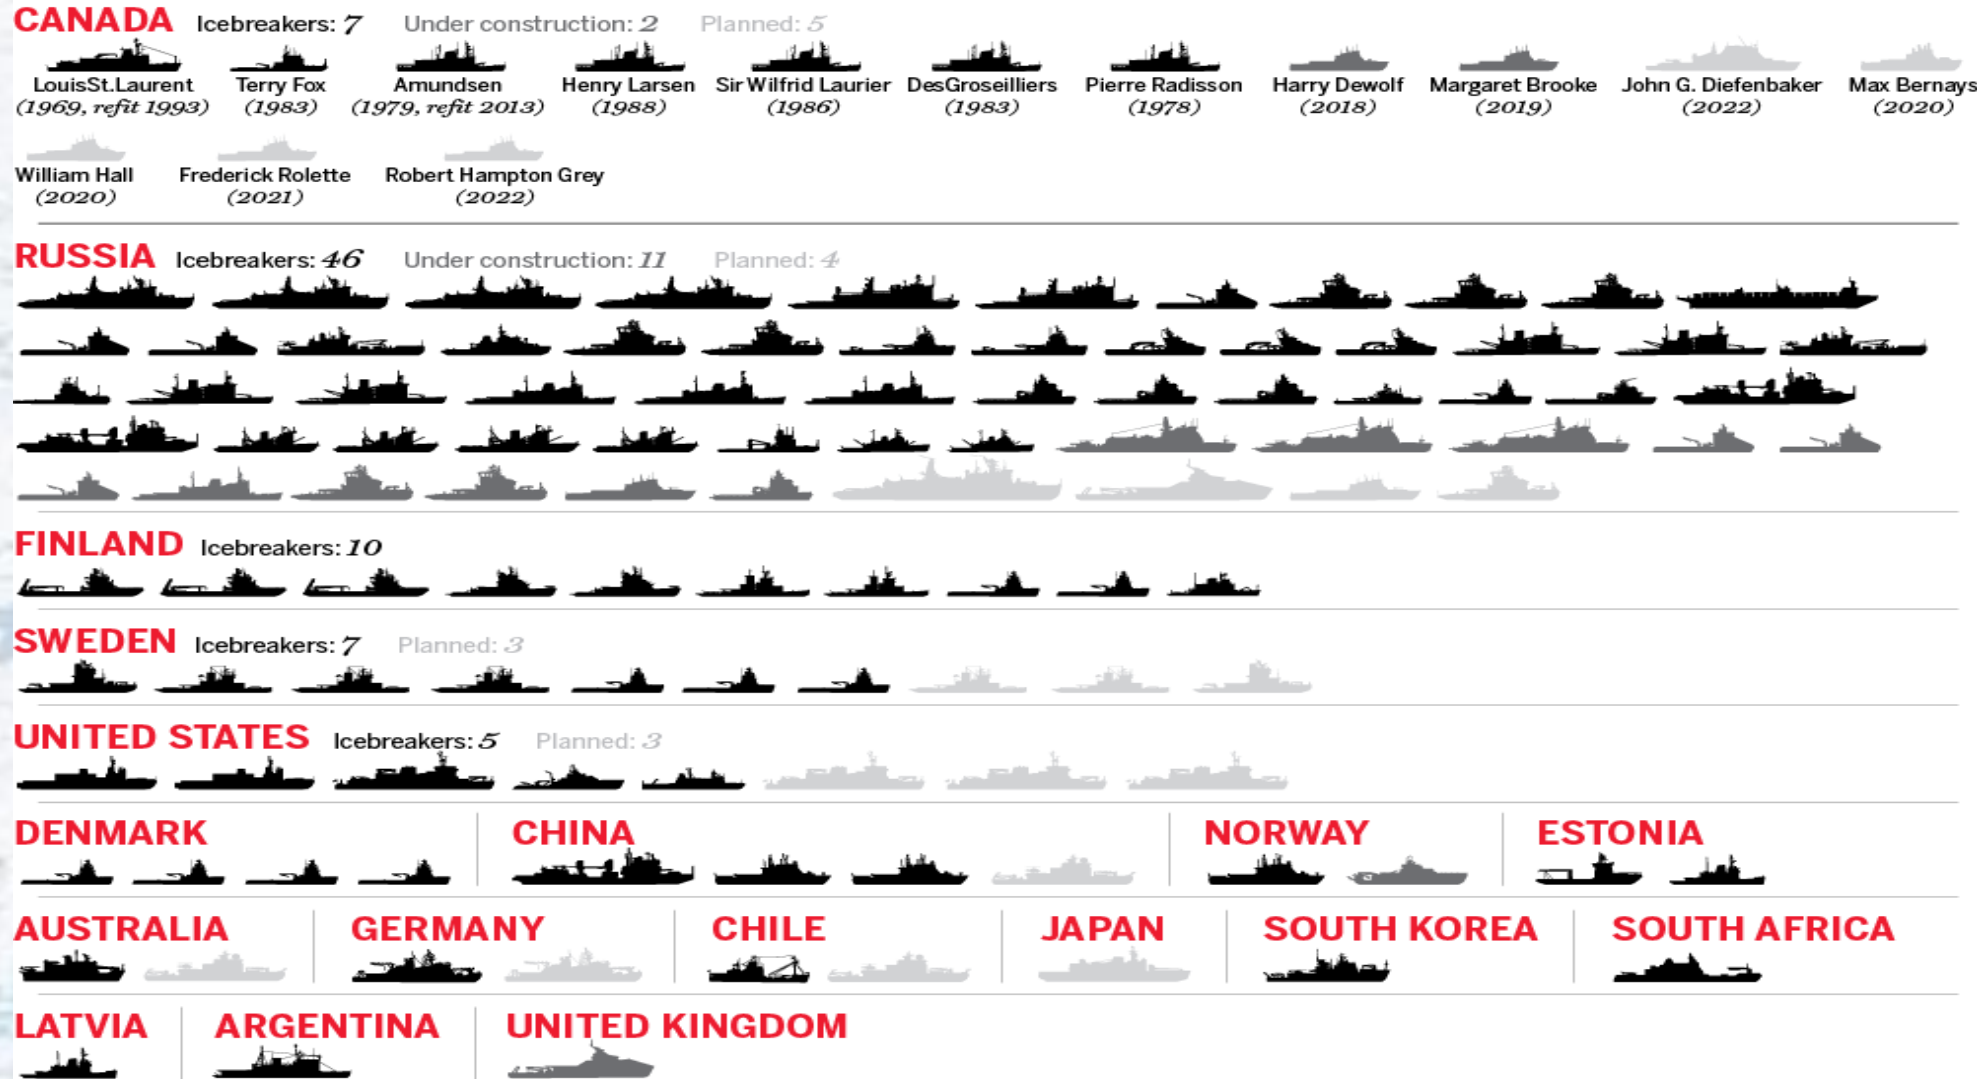 CANADA Icebreakers: 7 Under construction: 2 Planned: 5
LouisSt.Laurent Terry Fox Amundsen Henry Larsen Sir Wilfrid Laurier DesGroseilliers Pierre Radisson Harry Dewolf Margaret Brooke John G. Diefenbaker Max Bernays
(1969, refit 1993) (1983) (1979, refit 2013) (1988) (1986) (1983) (1978) (2018) (2019) (2022) (2020)
William Hall Frederick Rolette Robert Hampton Grey
(2020) (2021) (2022)
RUSSIA Icebreakers: 46 Under construction: 11 Planned: 4
FINLAND Icebreakers: 10
SWEDEN Icebreakers: 7 Planned: 3
UNITED STATES Icebreakers: 5 Planned: 3
DENMARK CHINA NORWAY ESTONIA
AUSTRALIA GERMANY CHILE JAPAN SOUTH KOREA SOUTH AFRICA
LATVIA ARGENTINA UNITED KINGDOM